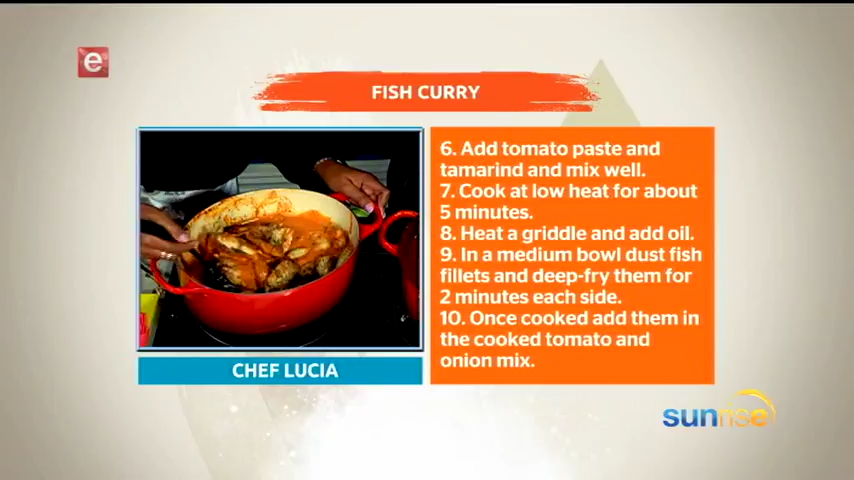 e
FISH CURRY
6. Add tomato paste and
tamarind and mix well.
7. Cook at low heat for about
5 minutes.
8. Heat a griddle and add oil.
9. In a medium bowl dust fish
fillets and deep-fry them for
2 minutes each side.
10. Once cooked add them in
the cooked tomato and
onion mix.
CHEF LUCIA
sunrise